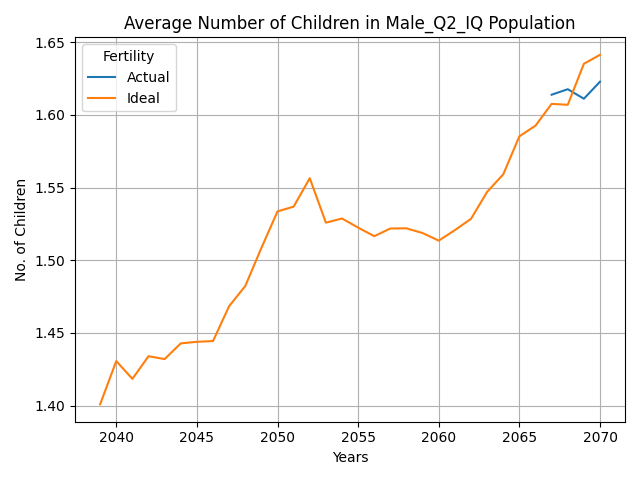 Average Number of Children in Male_Q2_IQ Population
Fertility
Actual
Ideal
No. of Children
1.65
1.60
1.55
1.50
1.45
1.40
2040 2045 2050 2055 2060 2065 2070
Years